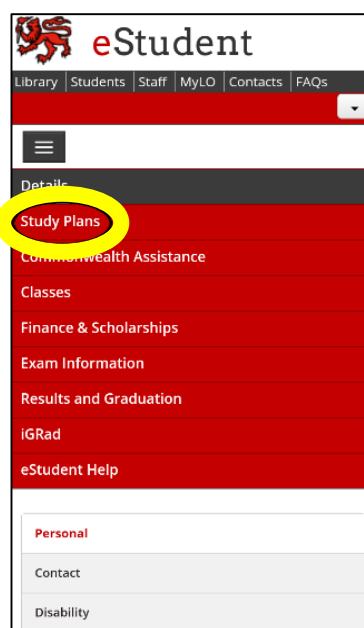 eStudent
Library Students Staff MyLO Contacts FAQs
Details
Study Plans
Commonwealth Assistance
Classes
Finance & Scholarships
Exam Information
Results and Graduation
iGRad
eStudent Help
Personal
Contact
Disability